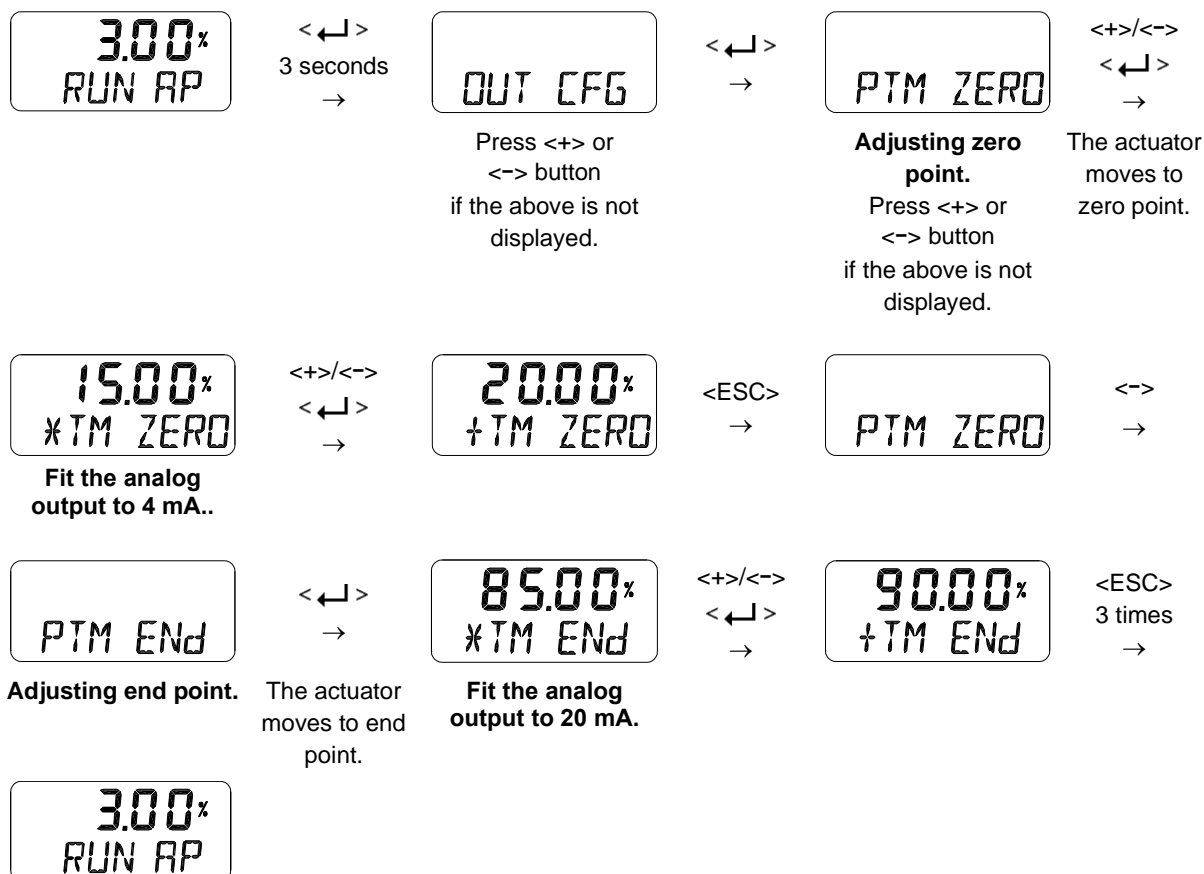 3.00%
RUN AP
<↵>
3 seconds
→
OUT CFG
Press <+> or
<-> button
if the above is not
displayed.
<↵>
→
PTM ZERO
Adjusting zero
point.
Press <+> or
<-> button
if the above is not
displayed.
<+>/<->
<↵>
→
The actuator
moves to
zero point.
15.00%
*TM ZERO
Fit the analog
output to 4 mA..
<+>/<->
<↵>
→
20.00%
+TM ZERO
<ESC>
→
PTM ZERO
<->
→
PTM ENd
Adjusting end point.
<↵>
→
The actuator
moves to end
point.
85.00%
*TM ENd
Fit the analog
output to 20 mA.
<+>/<->
<↵>
→
90.00%
+TM ENd
<ESC>
3 times
→
3.00%
RUN AP